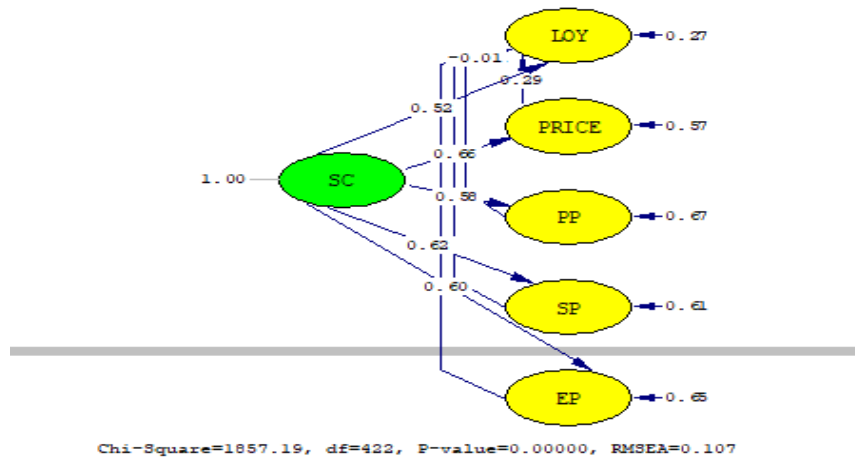 LOY
0.27
-0.01
0.29
0.52
PRICE
0.57
0.66
1.00
SC
0.58
PP
0.67
0.62
0.60
SP
0.61
EP
0.65
Chi-Square=1857.19, df=422, P-value=0.00000, RMSEA=0.107